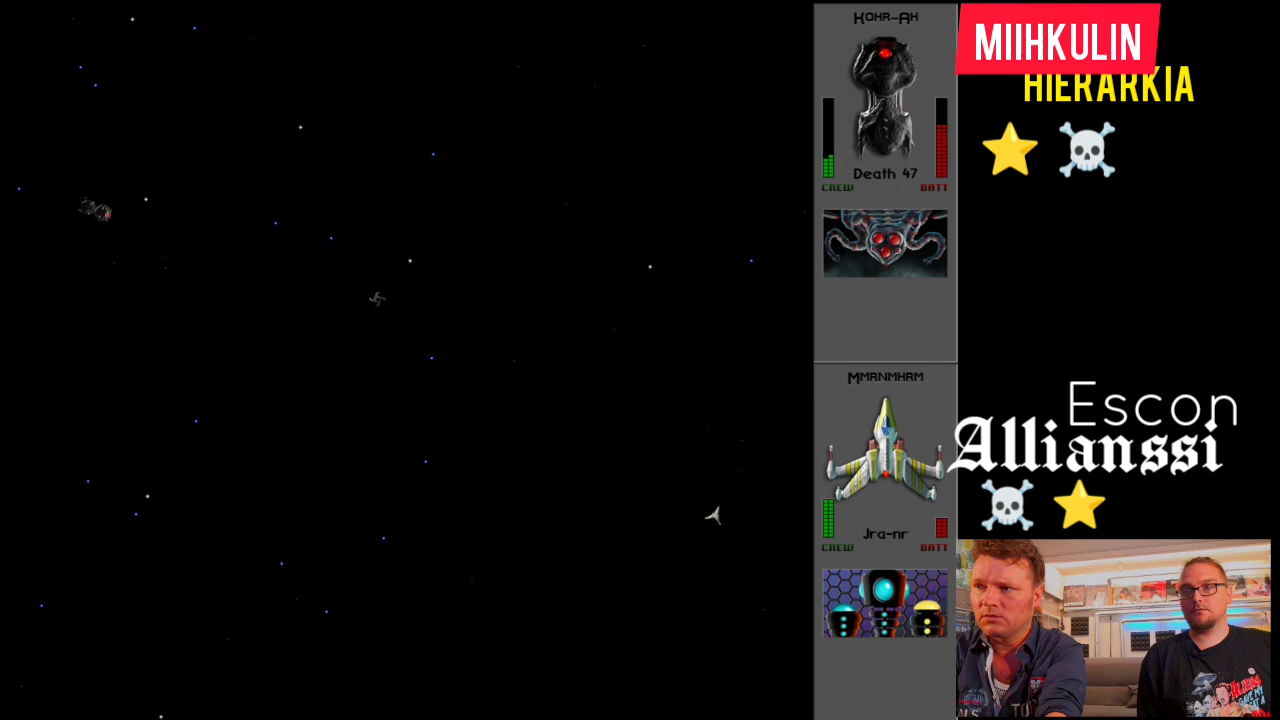 Kohr-Ah
Death 47
CREW
BATT
MIIHKULIN
HIERARKIA
Mmrnmhrm
Jra-nr
CREW
BATT
Escon
Allianssi